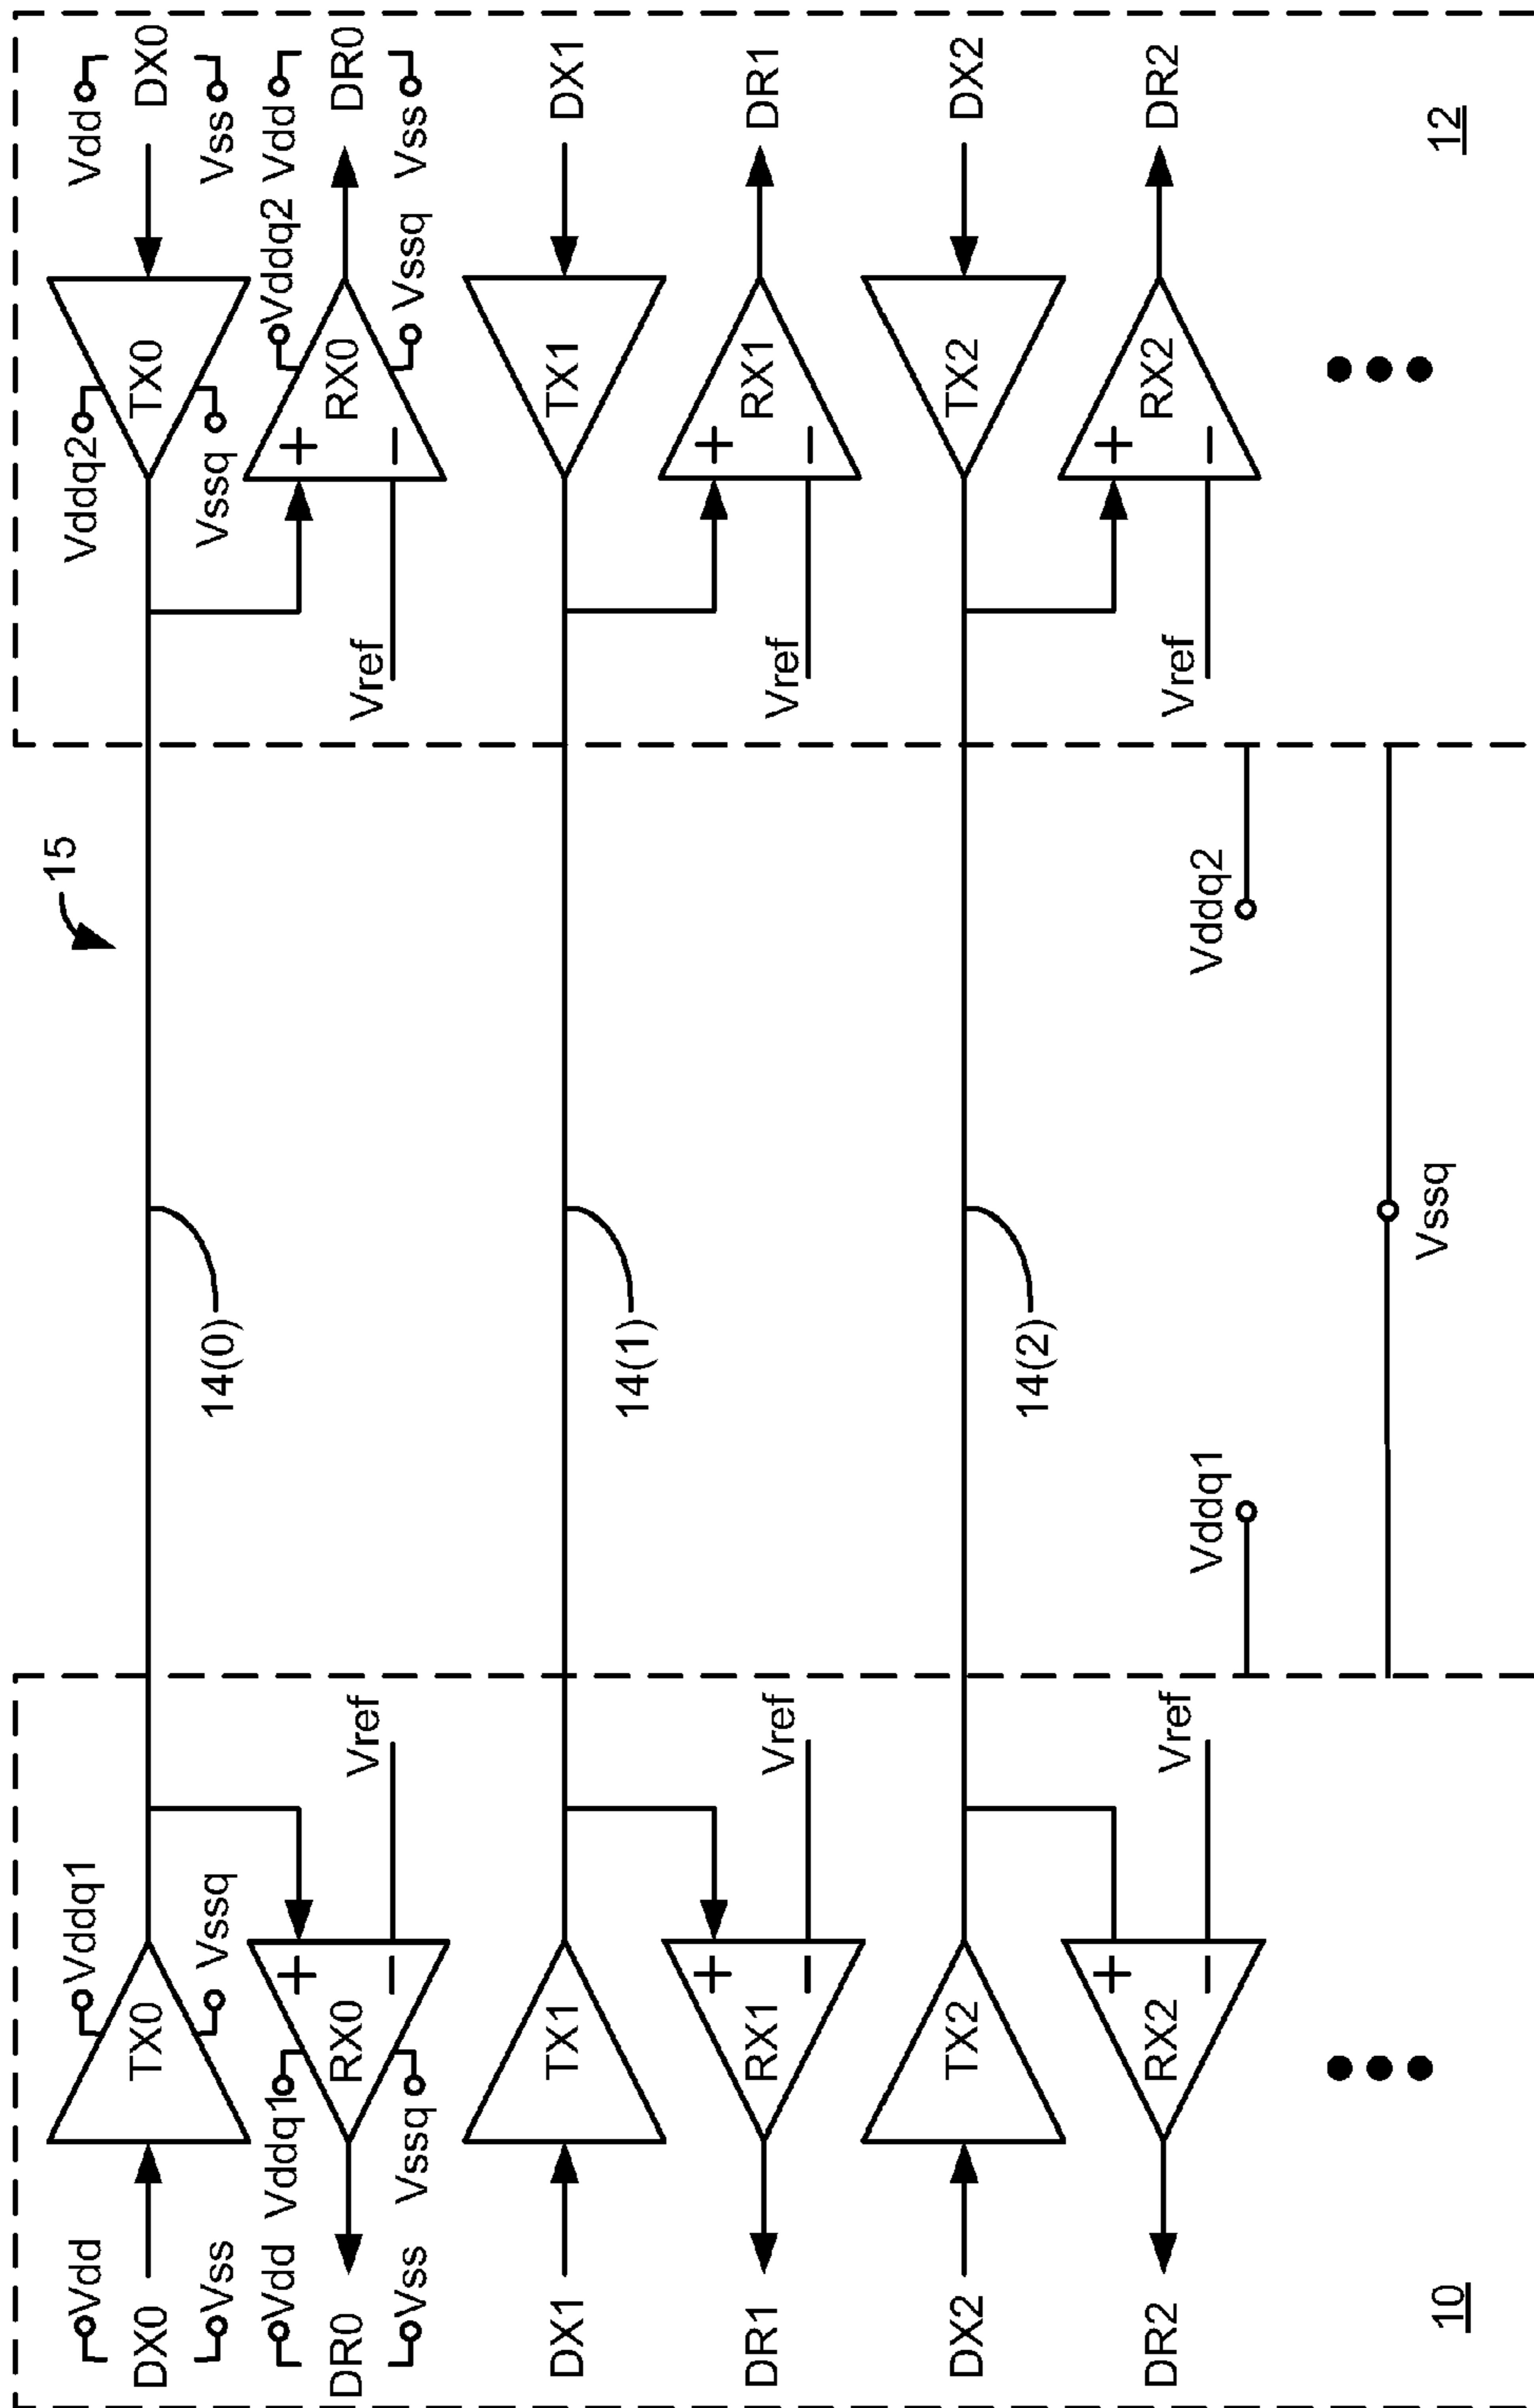 15
Vdd
Vddq1
Vddq2
Vdd
DX0
TX0
TX0
DX0
Vss
Vssq
14(0)
Vssq
Vss
Vdd
Vddq1
Vddq2
Vdd
DR0
RX0
+
−
Vref
Vref
+
−
RX0
DR0
Vss
Vssq
Vssq
Vss
DX1
TX1
TX1
DX1
14(1)
DR1
RX1
+
−
Vref
Vref
+
−
RX1
DR1
DX2
TX2
TX2
DX2
14(2)
DR2
RX2
+
−
Vref
Vref
+
−
RX2
DR2
Vddq1
Vddq2
Vssq
10
12